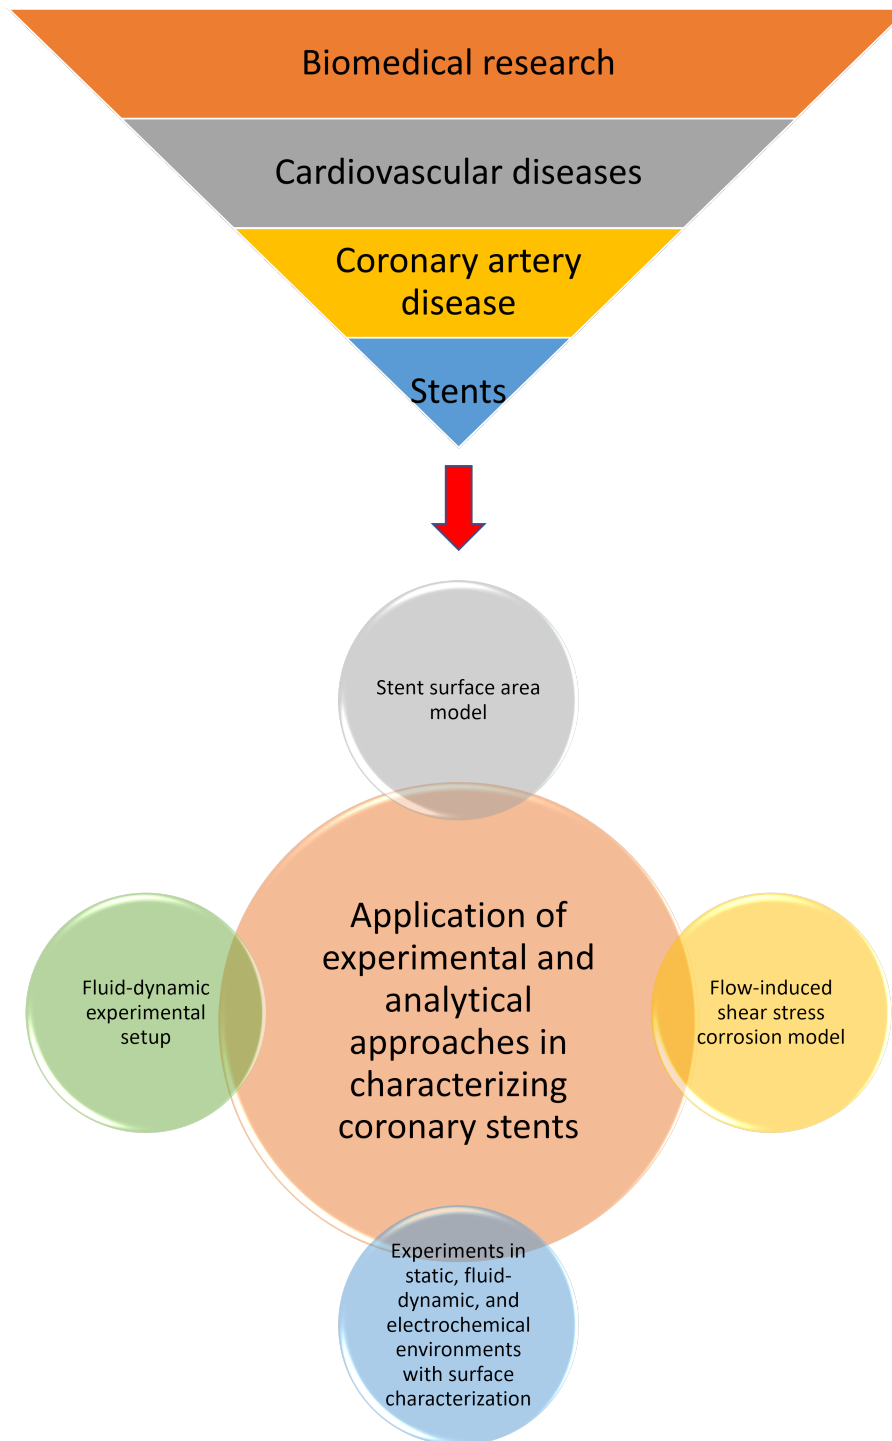 Biomedical research
Cardiovascular diseases
Coronary artery
disease
Stents
Stent surface area
model
Application of
experimental and
analytical
approaches in
characterizing
coronary stents
Fluid-dynamic
experimental
setup
Flow-induced
shear stress
corrosion model
Experiments in
static, fluid-
dynamic, and
electrochemical
environments
with surface
characterization